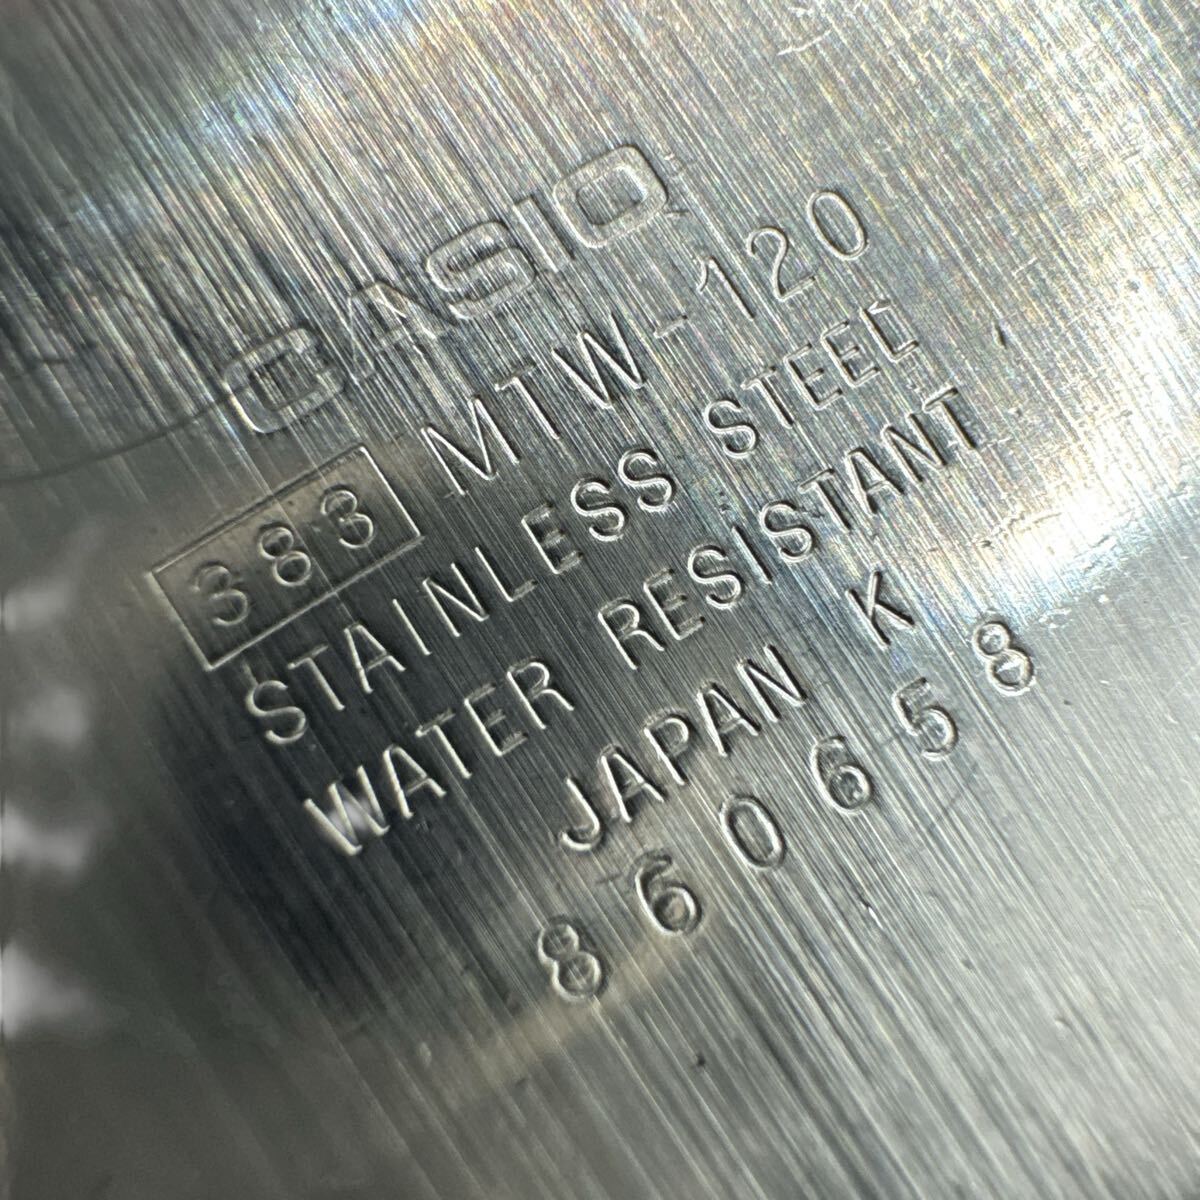 CASIO
383 MTW-120
STAINLESS STEEL
WATER RESISTANT
JAPAN K
860658